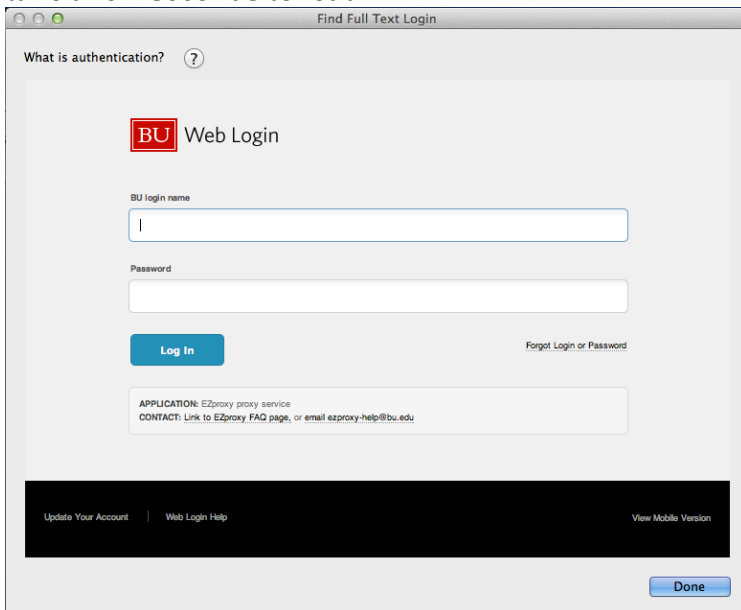 Find Full Text Login
What is authentication? ?
BU Web Login
BU login name
Password
Log In
Forgot Login or Password
APPLICATION: EZproxy proxy service
CONTACT: Link to EZproxy FAQ page, or email ezproxy-help@bu.edu
Update Your Account | Web Login Help
View Mobile Version
Done